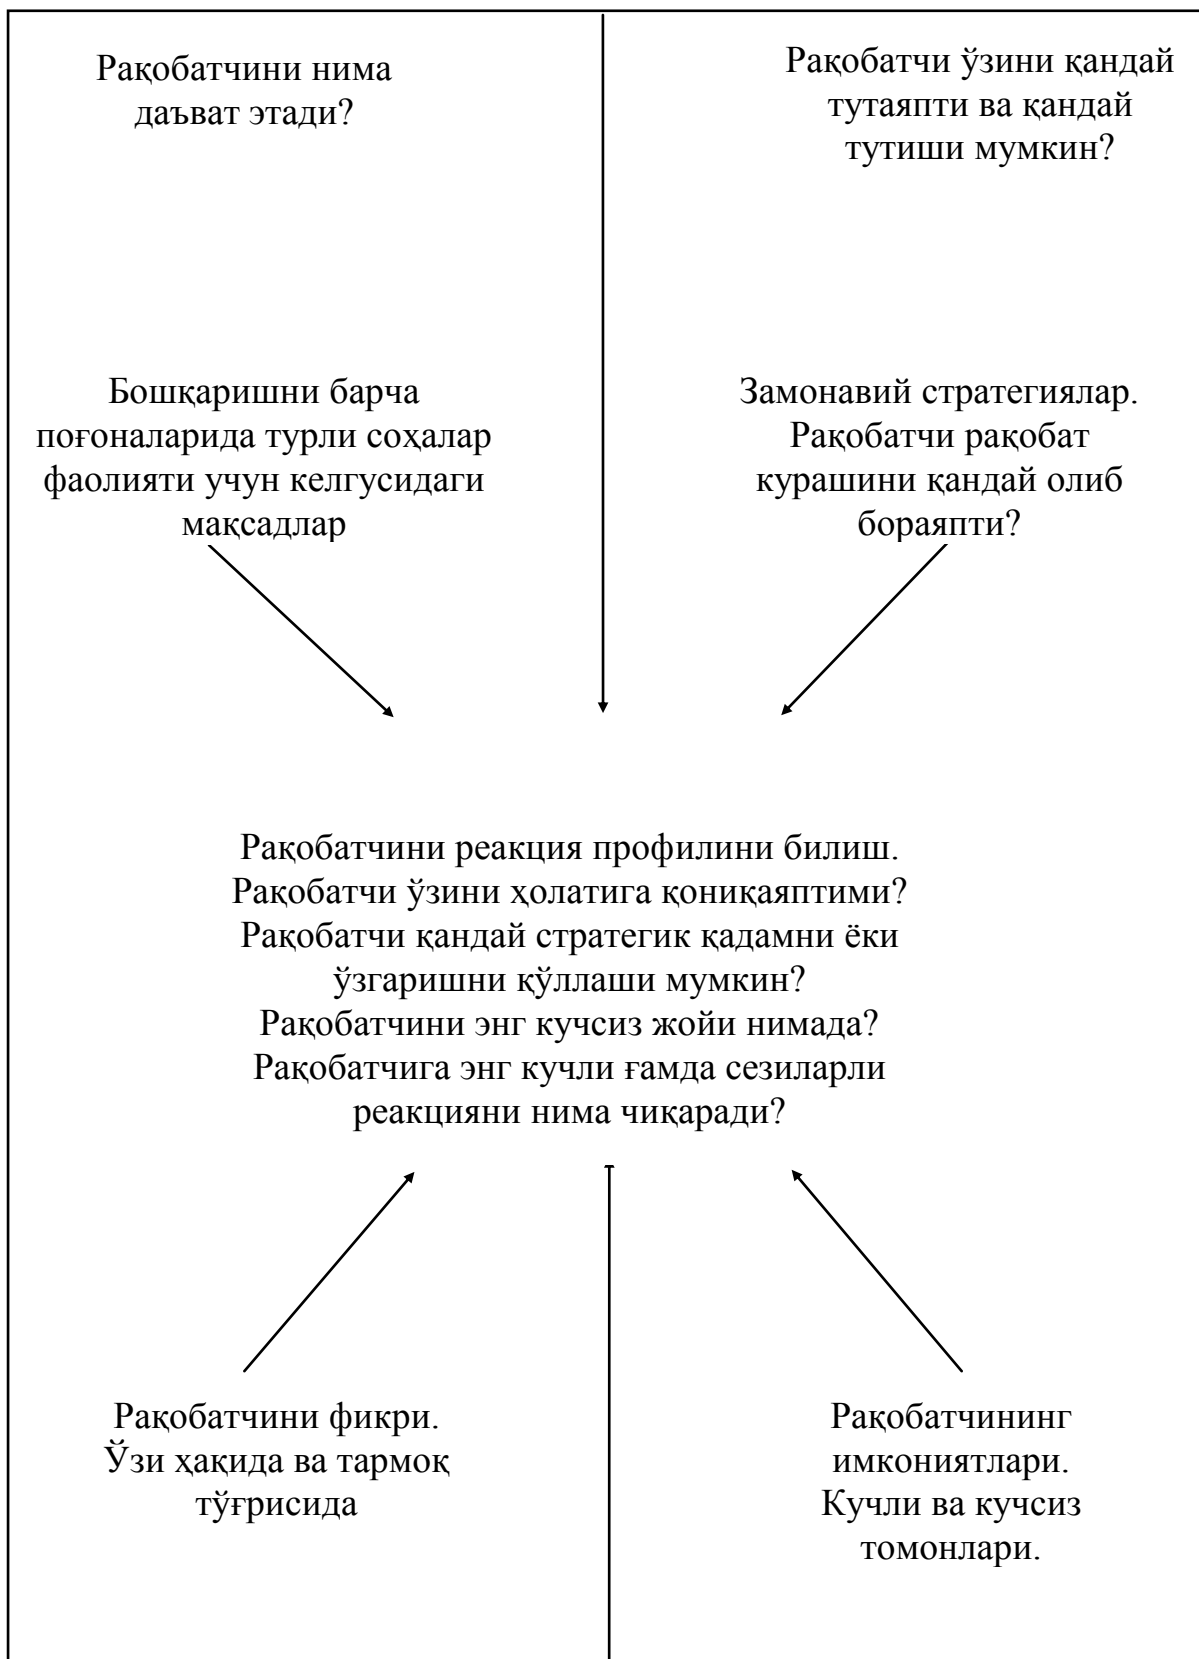 Рақобатчини нима
даъват этади?
Рақобатчи ўзини қандай
тутаяпти ва қандай
тутиши мумкин?
Бошқаришни барча
поғоналарида турли соҳалар
фаолияти учун келгусидаги
мақсадлар
Замонавий стратегиялар.
Рақобатчи рақобат
курашини қандай олиб
бораяпти?
Рақобатчини реакция профилини билиш.
Рақобатчи ўзини ҳолатига қониқаяптими?
Рақобатчи қандай стратегик қадамни ёки
ўзгаришни қўллаши мумкин?
Рақобатчини энг кучсиз жойи нимада?
Рақобатчига энг кучли ғамда сезиларли
реакцияни нима чиқаради?
Рақобатчини фикри.
Ўзи ҳақида ва тармоқ
тўғрисида
Рақобатчининг
имкониятлари.
Кучли ва кучсиз
томонлари.